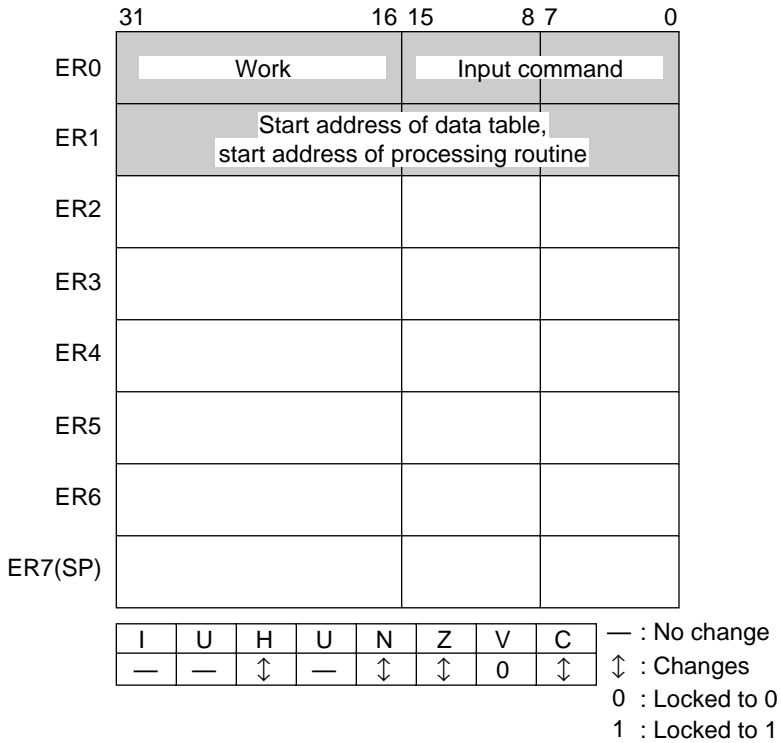 31 16 15 8 7 0
ER0 Work Input command
ER1 Start address of data table,
start address of processing routine
ER2
ER3
ER4
ER5
ER6
ER7(SP)
I U H U N Z V C — : No change
— — ↕ — ↕ ↕ 0 ↕ ↕ : Changes
0 : Locked to 0
1 : Locked to 1